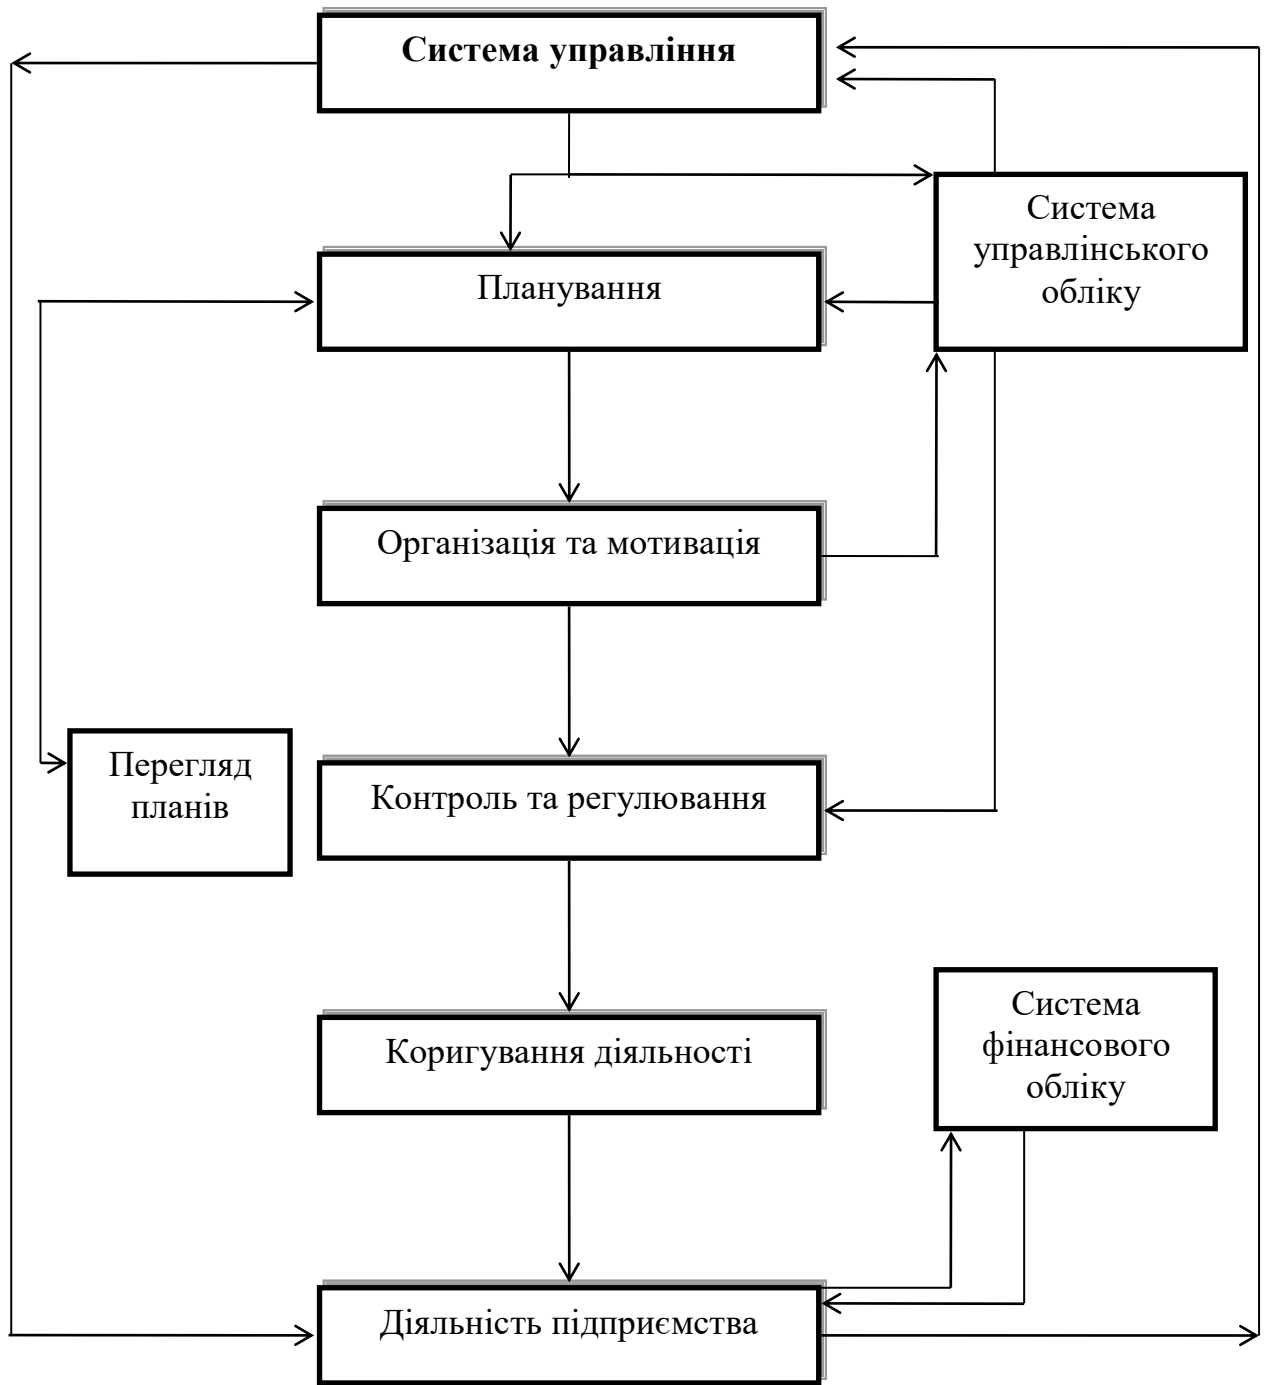 Система управління
Система
управлінського
обліку
Планування
Організація та мотивація
Перегляд
планів
Контроль та регулювання
Система
фінансового
обліку
Коригування діяльності
Діяльність підприємства